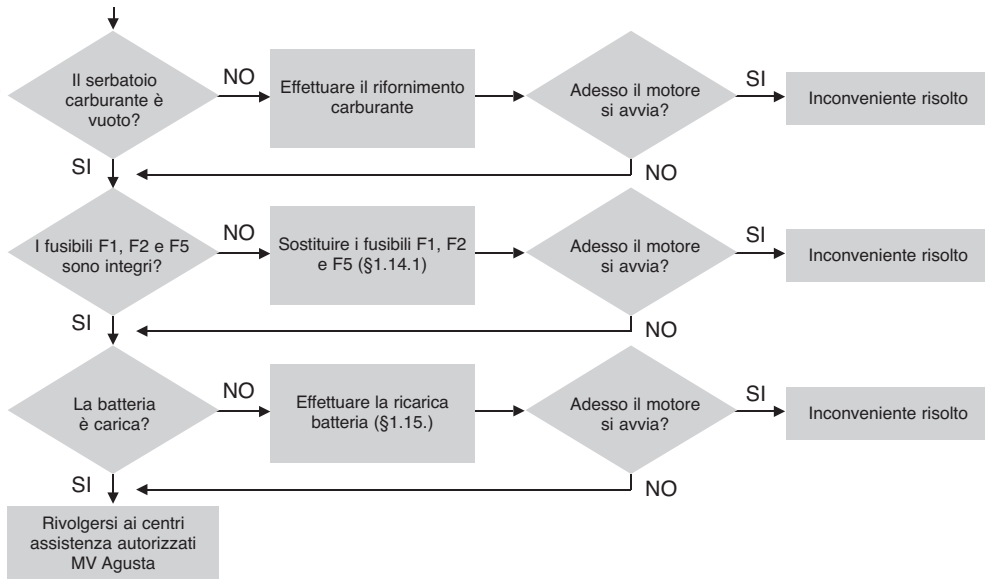 Il serbatoio
carburante è
vuoto?
NO
Effettuare il rifornimento
carburante
Adesso il motore
si avvia?
SI
Inconveniente risolto
SI
NO
I fusibili F1, F2 e F5
sono integri?
NO
Sostituire i fusibili F1, F2
e F5 (§1.14.1)
Adesso il motore
si avvia?
SI
Inconveniente risolto
SI
NO
La batteria
è carica?
NO
Effettuare la ricarica
batteria (§1.15.)
Adesso il motore
si avvia?
SI
Inconveniente risolto
SI
NO
Rivolgersi ai centri
assistenza autorizzati
MV Agusta